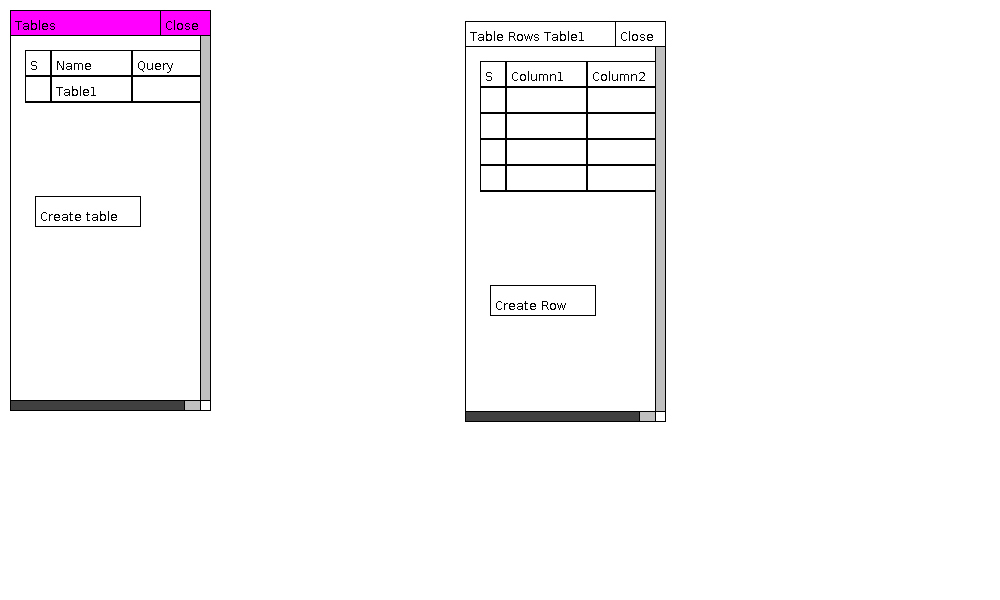 Tables Close
S Name Query
Table1
Create table
Table Rows Table1 Close
S Column1 Column2
Create Row